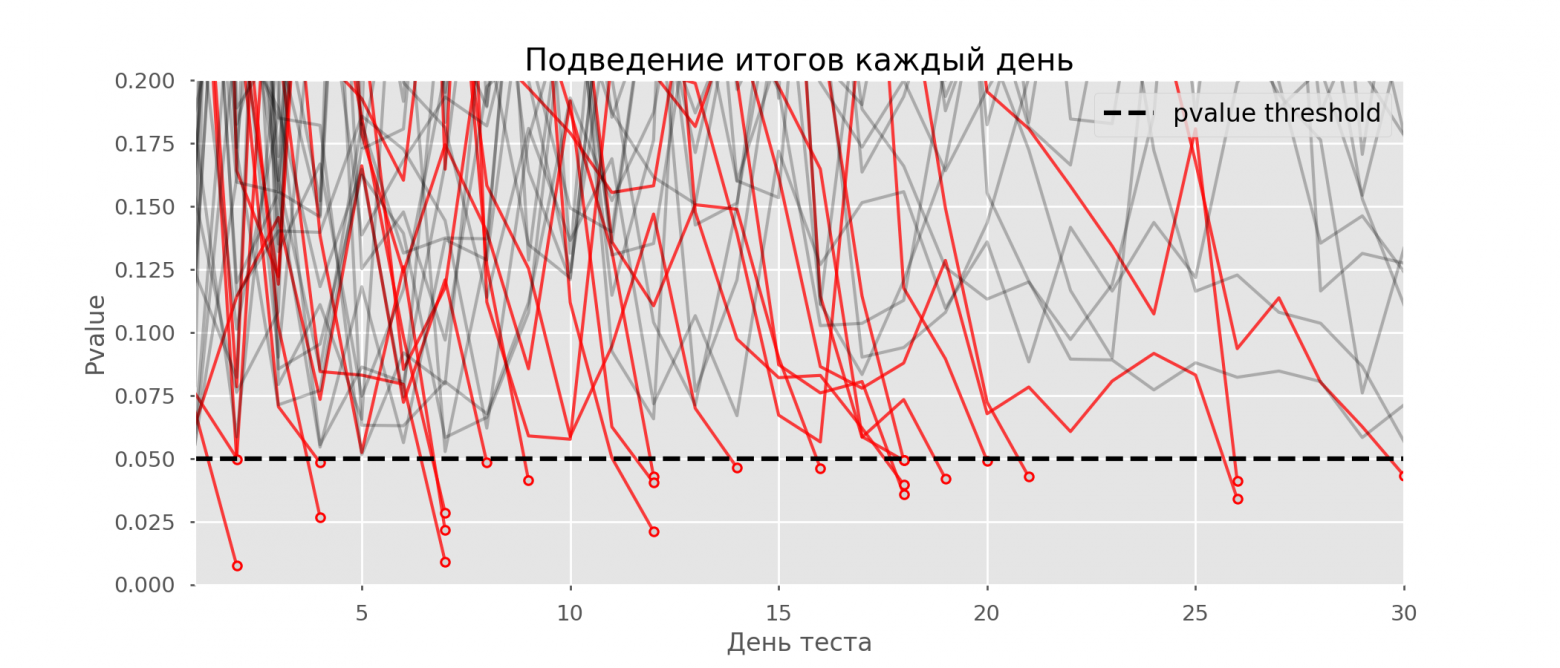 Подведение итогов каждый день
0.200
0.175
0.150
0.125
0.100
0.075
0.050
0.025
0.000
Pvalue
pvalue threshold
5 10 15 20 25 30
День теста